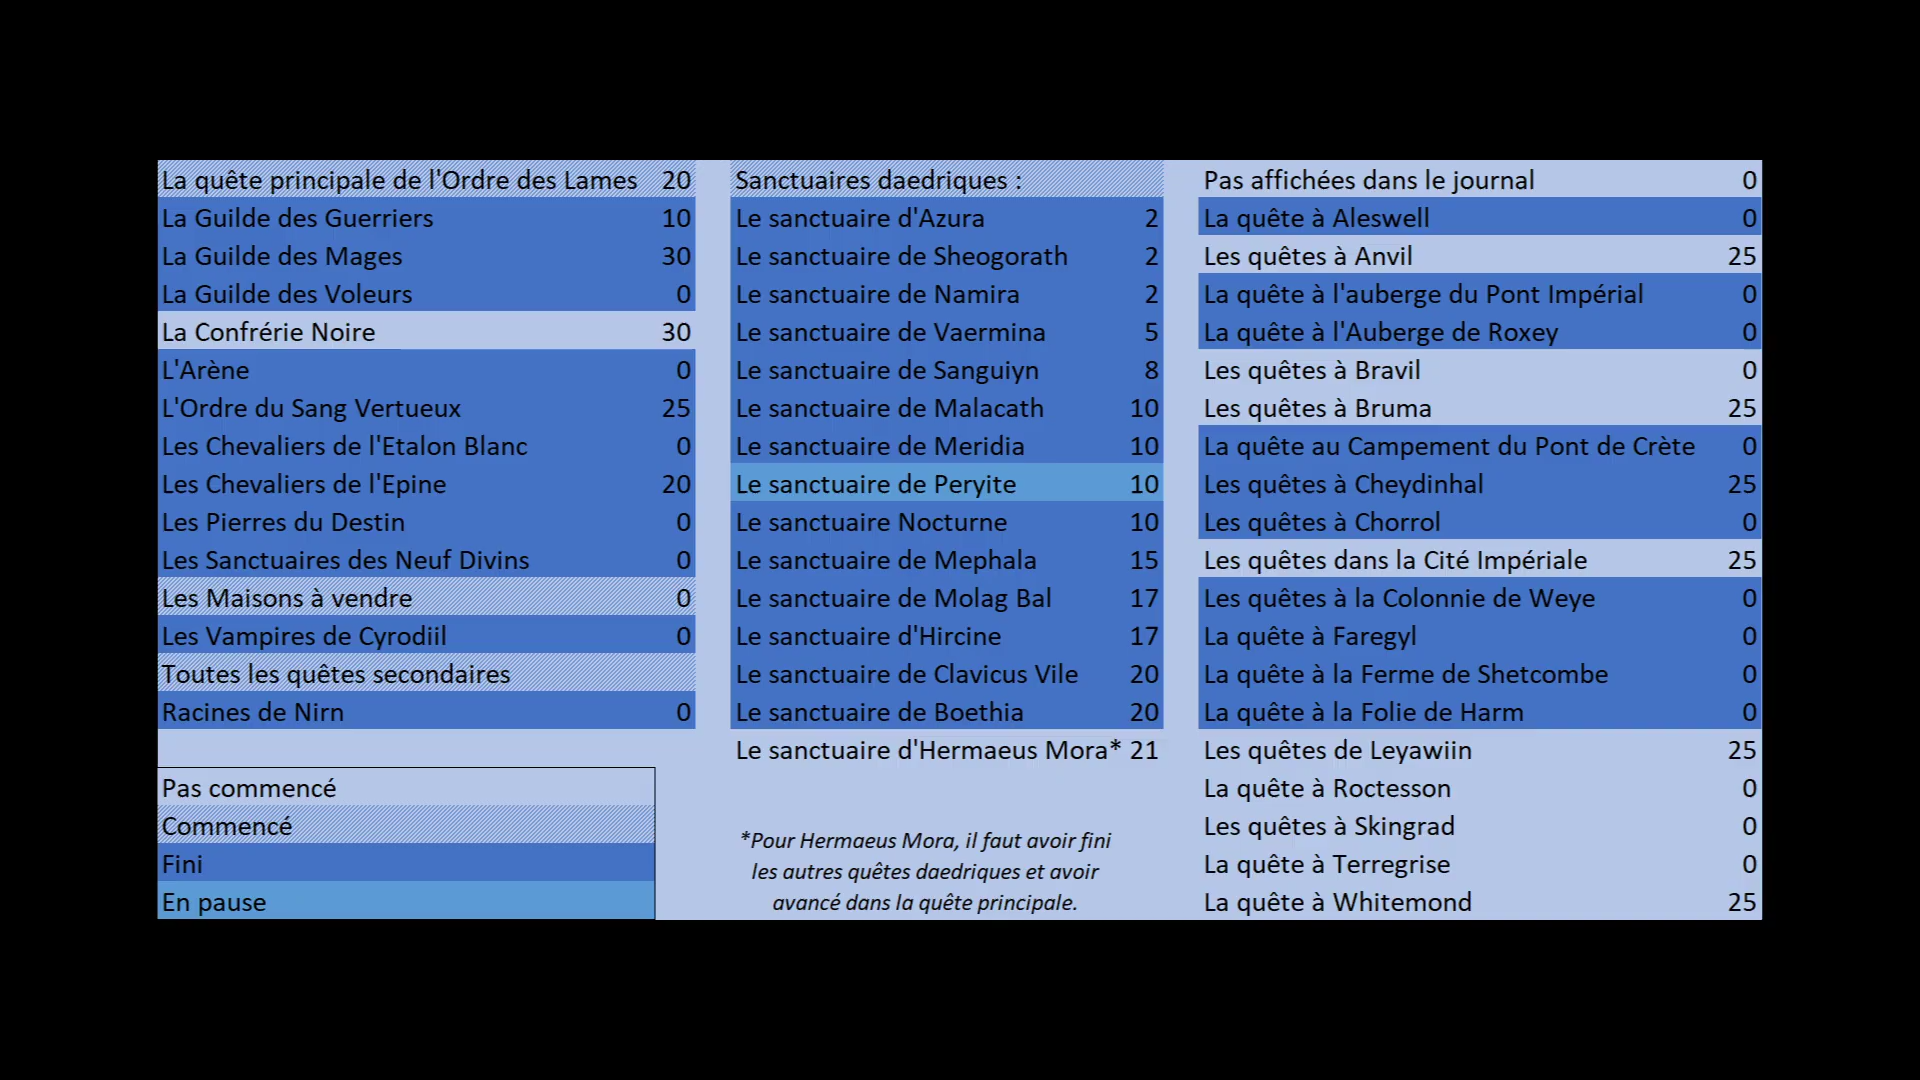 La quête principale de l'Ordre des Lames 20
La Guilde des Guerriers 10
La Guilde des Mages 30
La Guilde des Voleurs 0
La Confrérie Noire 30
L'Arène 0
L'Ordre du Sang Vertueux 25
Les Chevaliers de l'Etalon Blanc 0
Les Chevaliers de l'Epine 20
Les Pierres du Destin 0
Les Sanctuaires des Neuf Divins 0
Les Maisons à vendre 0
Les Vampires de Cyrodiil 0
Toutes les quêtes secondaires
Racines de Nirn 0
Pas commencé
Commencé
Fini
En pause
Sanctuaires daedriques :
Le sanctuaire d'Azura 2
Le sanctuaire de Sheogorath 2
Le sanctuaire de Namira 2
Le sanctuaire de Vaermina 5
Le sanctuaire de Sanguiyn 8
Le sanctuaire de Malacath 10
Le sanctuaire de Meridia 10
Le sanctuaire de Peryite 10
Le sanctuaire Nocturne 10
Le sanctuaire de Mephala 15
Le sanctuaire de Molag Bal 17
Le sanctuaire d'Hircine 17
Le sanctuaire de Clavicus Vile 20
Le sanctuaire de Boethia 20
Le sanctuaire d'Hermaeus Mora* 21
*Pour Hermaeus Mora, il faut avoir fini
les autres quêtes daedriques et avoir
avancé dans la quête principale.
Pas affichées dans le journal 0
La quête à Aleswell 0
Les quêtes à Anvil 25
La quête à l'auberge du Pont Impérial 0
La quête à l'Auberge de Roxey 0
Les quêtes à Bravil 0
Les quêtes à Bruma 25
La quête au Campement du Pont de Crète 0
Les quêtes à Cheydinhal 25
Les quêtes à Chorrol 0
Les quêtes dans la Cité Impériale 25
Les quêtes à la Colonnie de Weye 0
La quête à Faregyl 0
La quête à la Ferme de Shetcombe 0
La quête à la Folie de Harm 0
Les quêtes de Leyawiin 25
La quête à Roctesson 0
Les quêtes à Skingrad 0
La quête à Terregrise 0
La quête à Whitemond 25